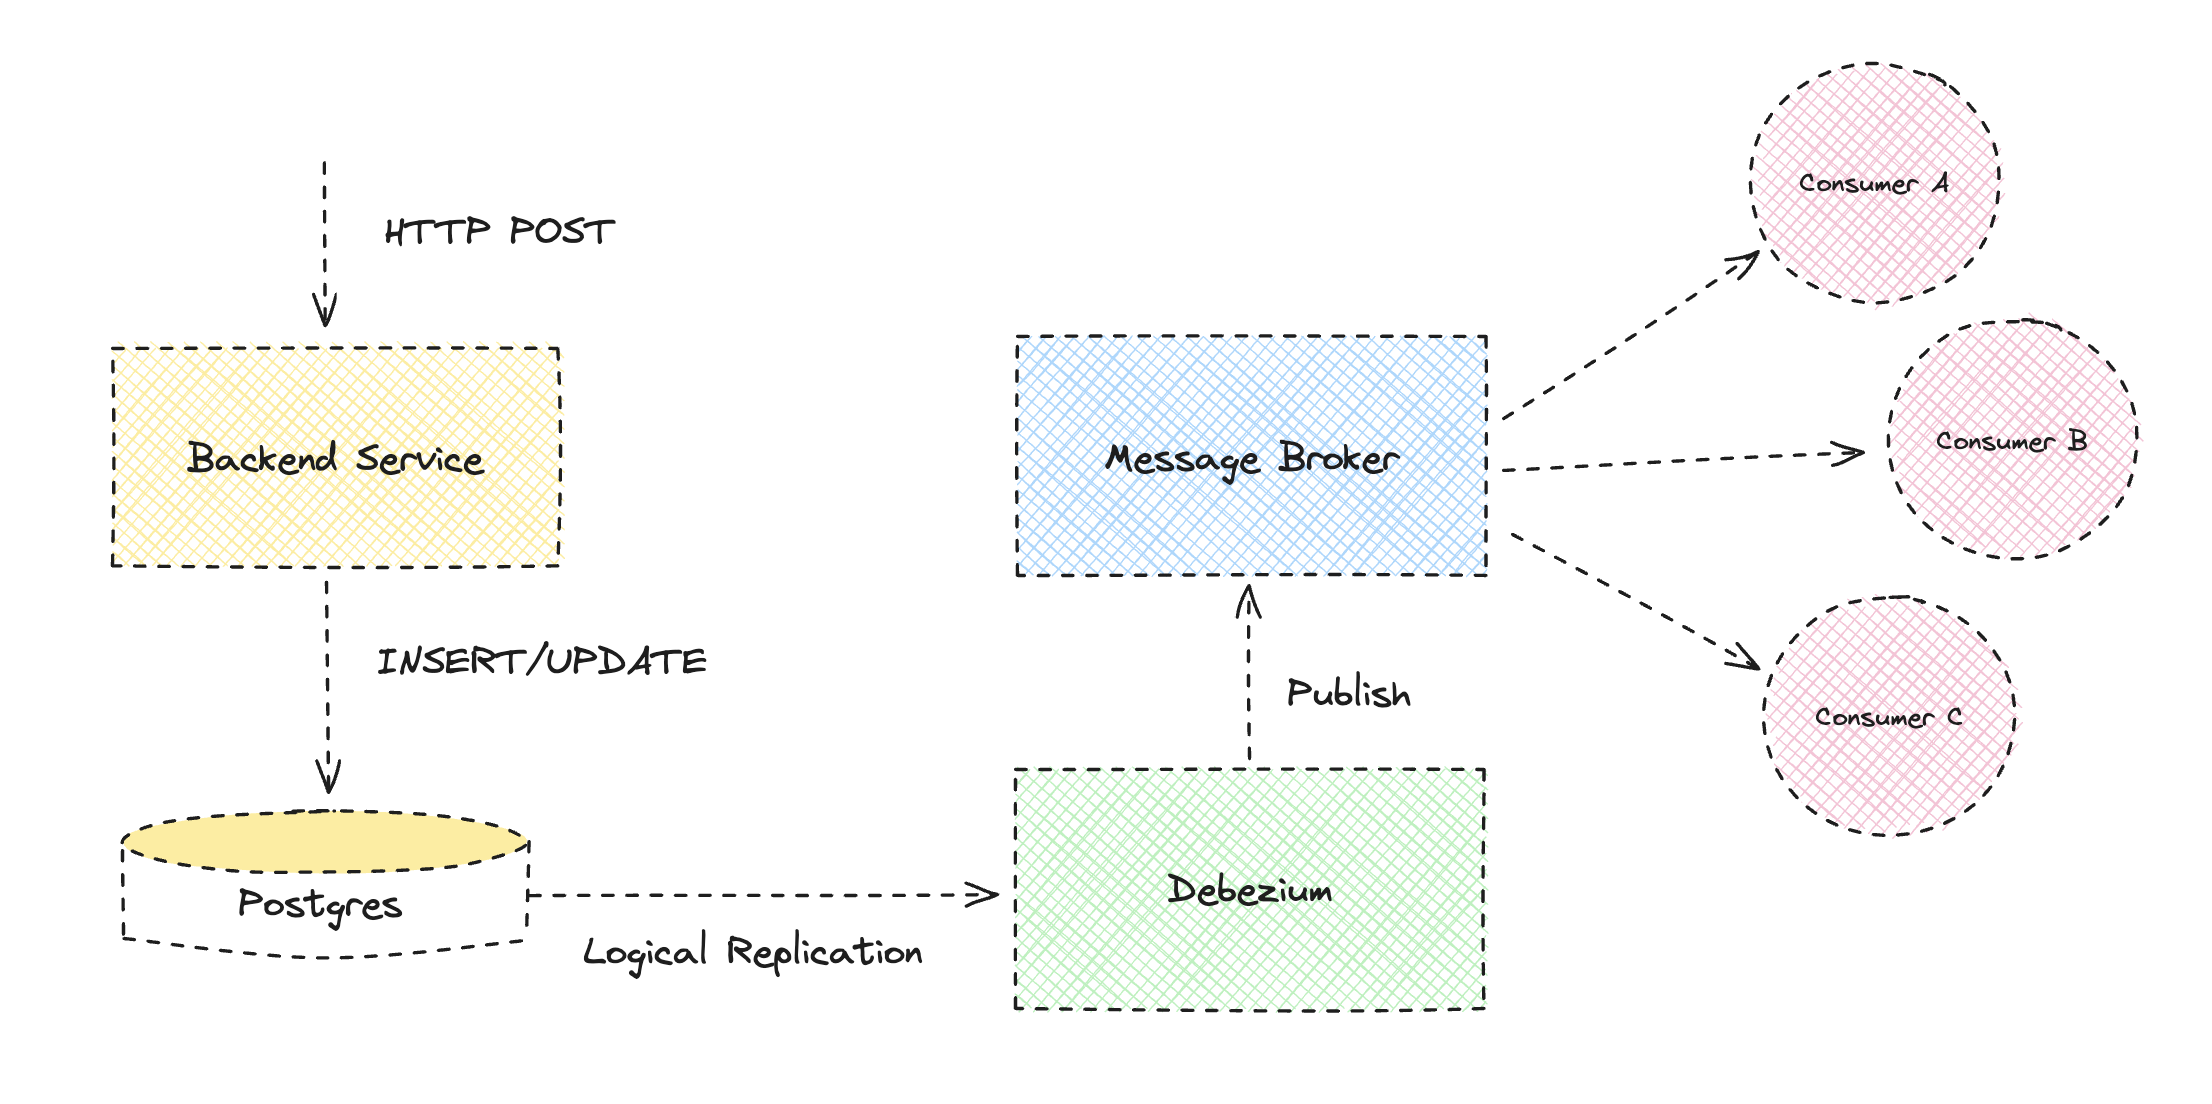 HTTP POST
Backend Service
INSERT/UPDATE
Postgres
Logical Replication
Debezium
Publish
Message Broker
Consumer A
Consumer B
Consumer C